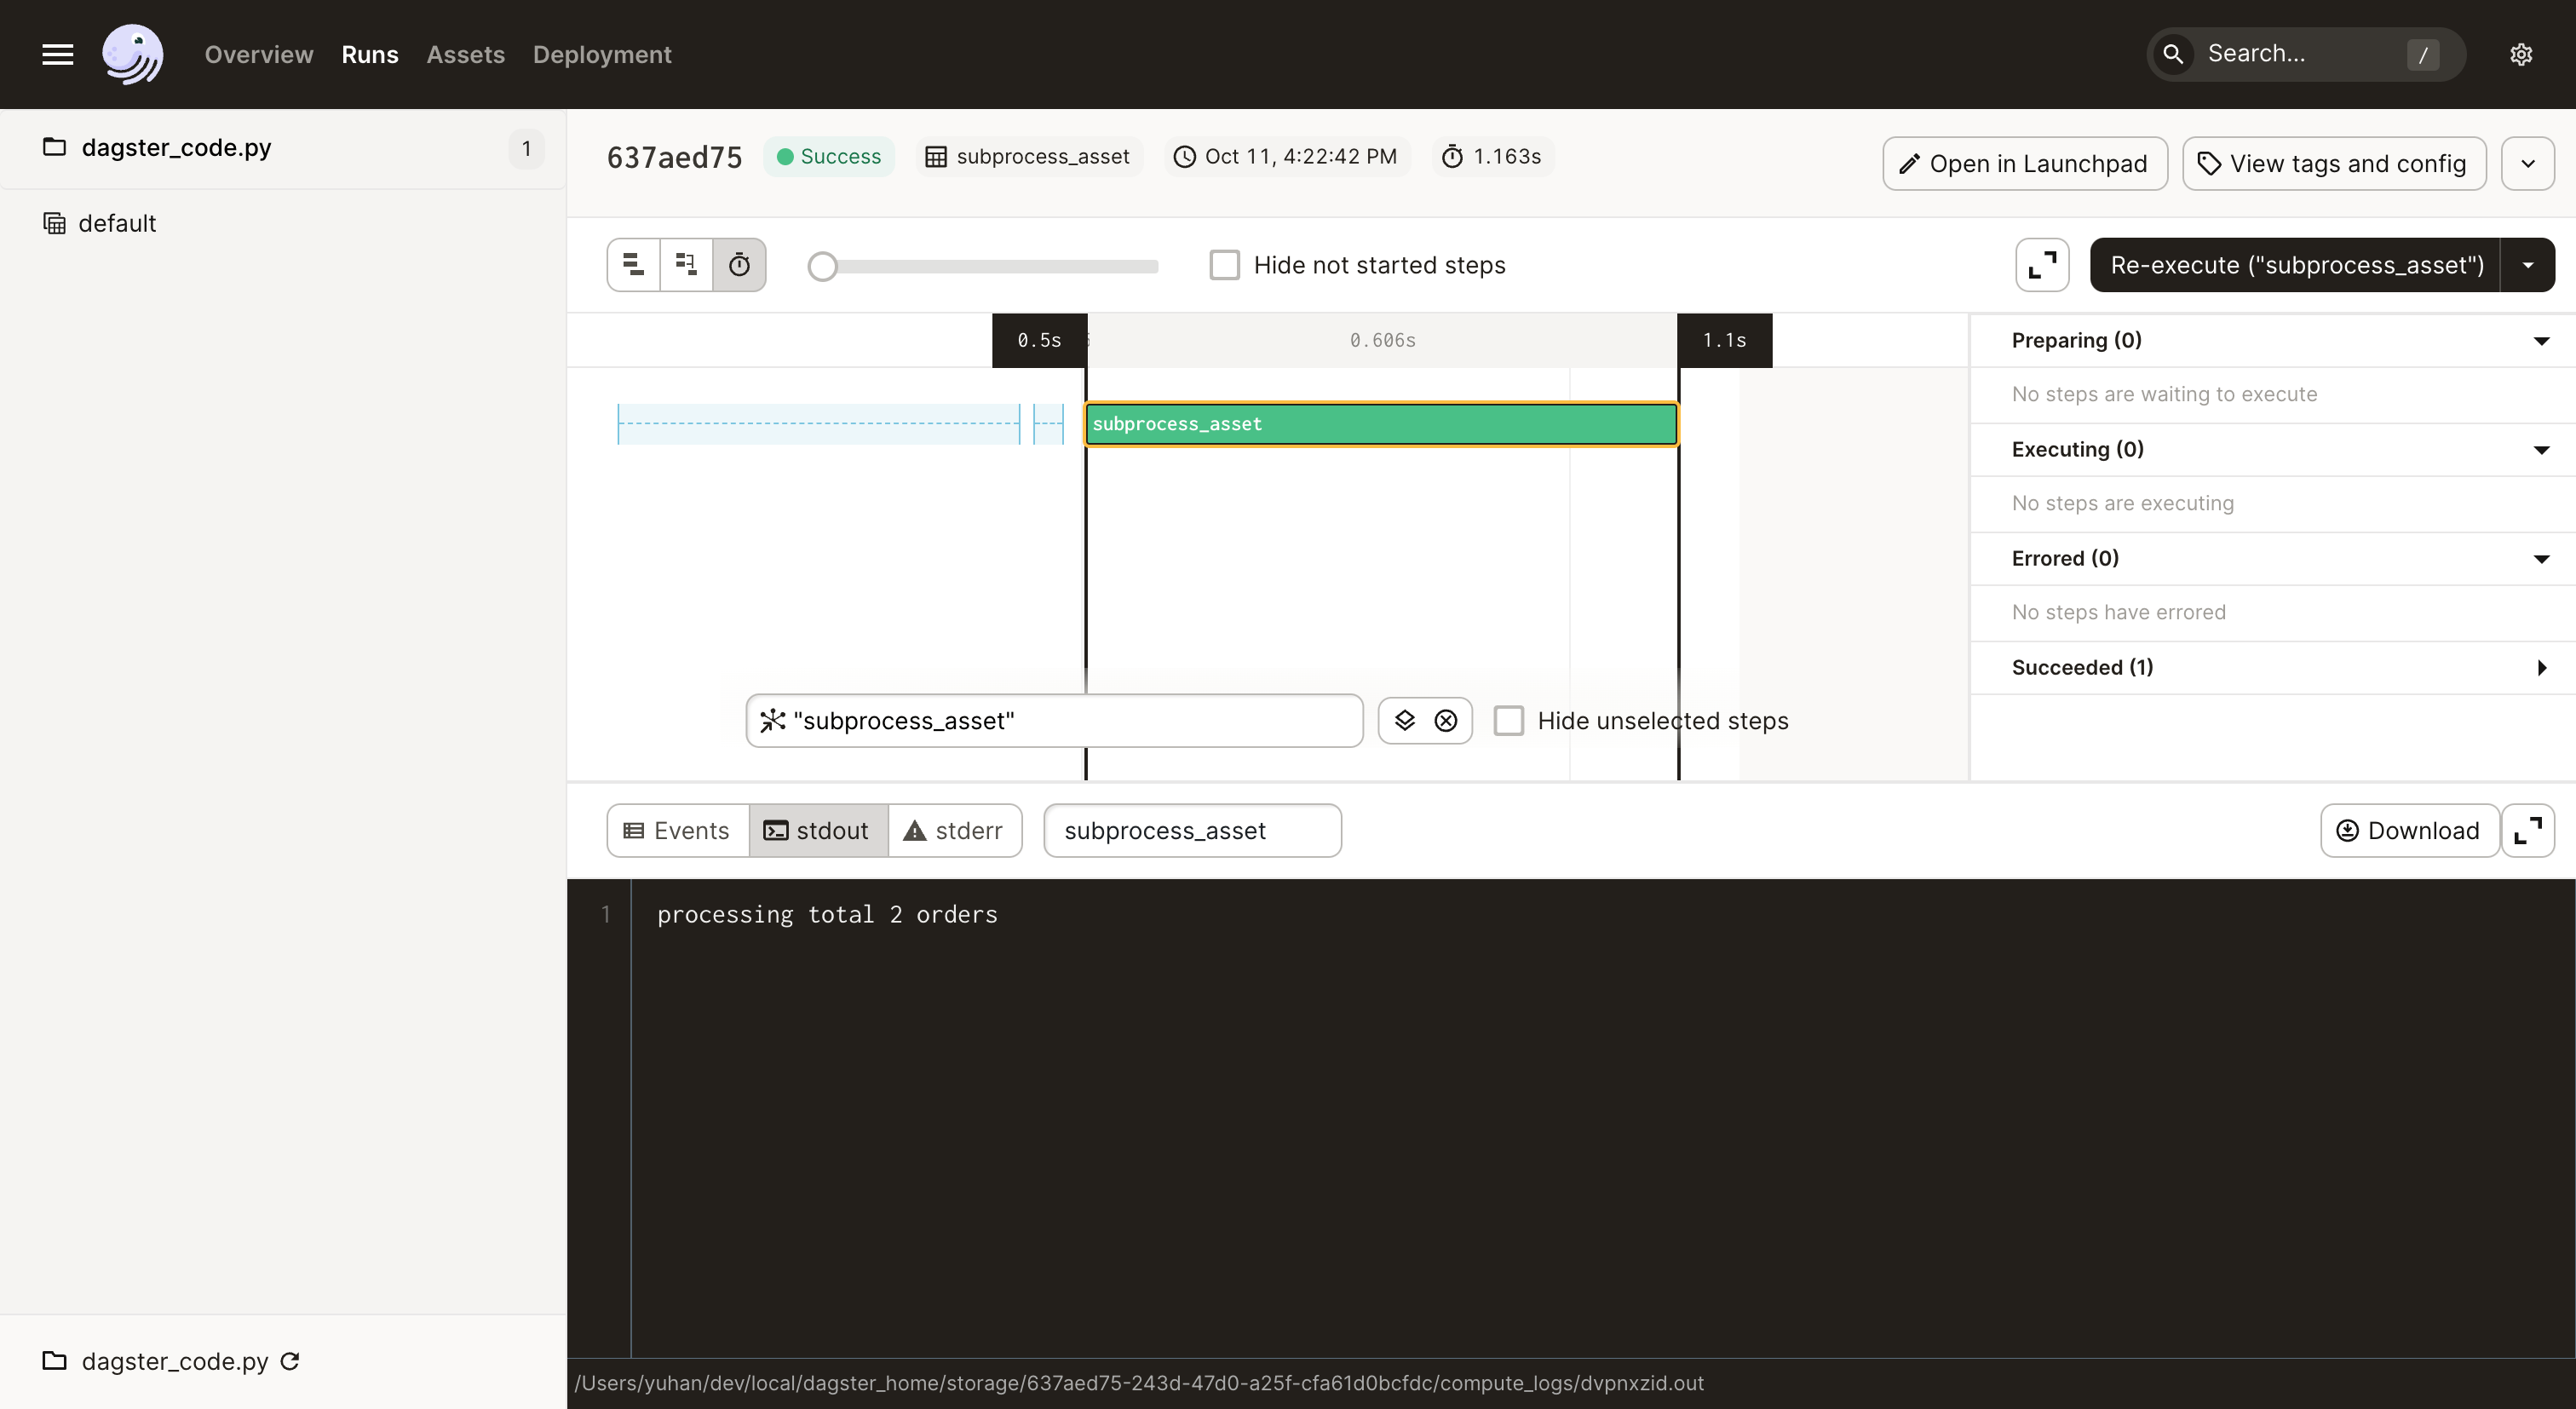 Overview Runs Assets Deployment Search... /
dagster_code.py 1
default
637aed75 Success subprocess_asset Oct 11, 4:22:42 PM 1.163s Open in Launchpad View tags and config
Hide not started steps Re-execute ("subprocess_asset")
0.5s 0.606s 1.1s
subprocess_asset
Preparing (0)
No steps are waiting to execute
Executing (0)
No steps are executing
Errored (0)
No steps have errored
Succeeded (1)
"subprocess_asset" Hide unselected steps
Events stdout stderr subprocess_asset Download
1 processing total 2 orders
dagster_code.py
/Users/yuhan/dev/local/dagster_home/storage/637aed75-243d-47d0-a25f-cfa61d0bcfdc/compute_logs/dvpnxzid.out